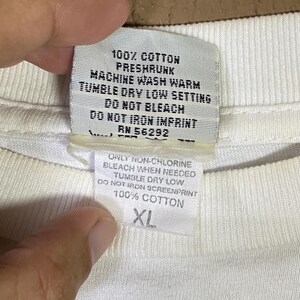 100% COTTON
PRESHRUNK
MACHINE WASH WARM
TUMBLE DRY LOW SETTING
DO NOT BLEACH
DO NOT IRON IMPRINT
RN 56292
ONLY NON-CHLORINE
BLEACH WHEN NEEDED
TUMBLE DRY LOW
DO NOT IRON SCREENPRINT
100% COTTON
XL